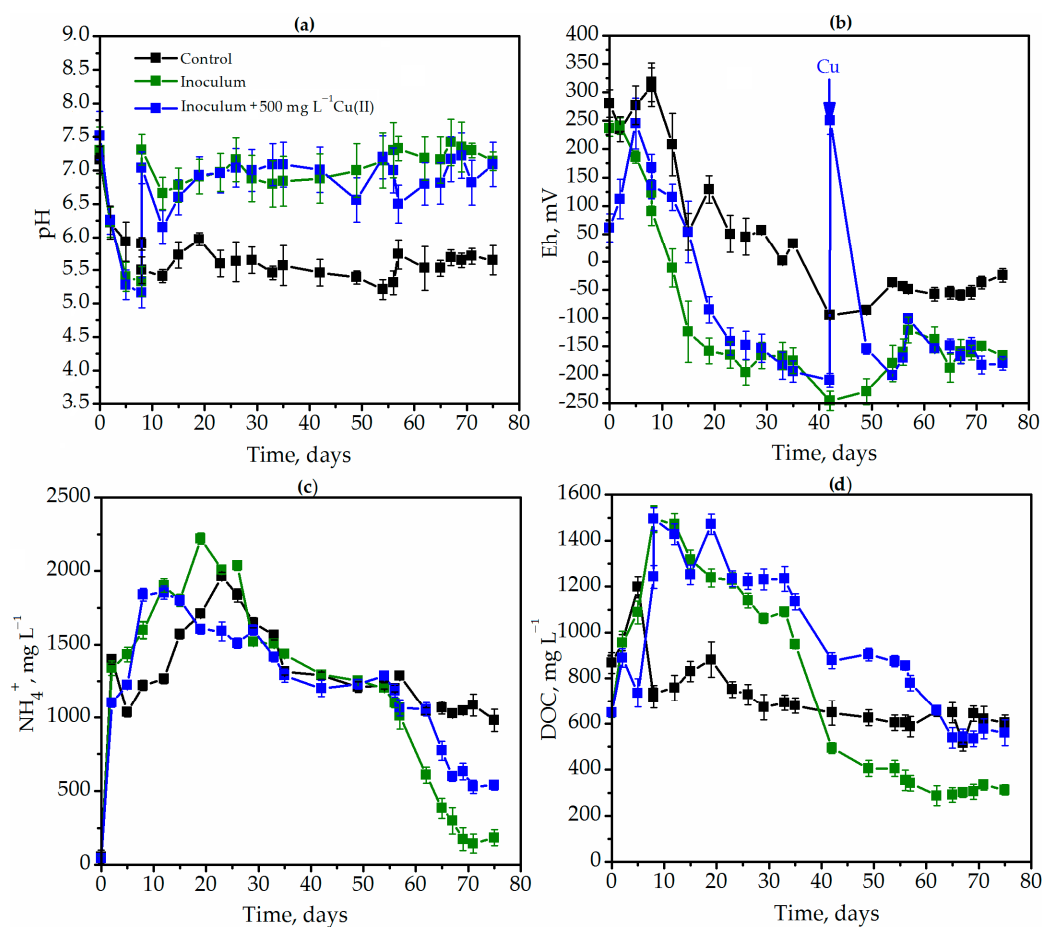 (a)
9.0
8.5
8.0
7.5
7.0
6.5
6.0
5.5
5.0
4.5
4.0
3.5
pH
Control
Inoculum
Inoculum + 500 mg L⁻¹Cu(II)
0 10 20 30 40 50 60 70 80
Time, days
(b)
400
350
300
250
200
150
100
50
0
-50
-100
-150
-200
-250
Eh, mV
Cu
0 10 20 30 40 50 60 70 80
Time, days
(c)
2500
2000
1500
1000
500
0
NH₄⁺, mg L⁻¹
0 10 20 30 40 50 60 70 80
Time, days
(d)
1600
1400
1200
1000
800
600
400
200
0
DOC, mg L⁻¹
0 10 20 30 40 50 60 70 80
Time, days